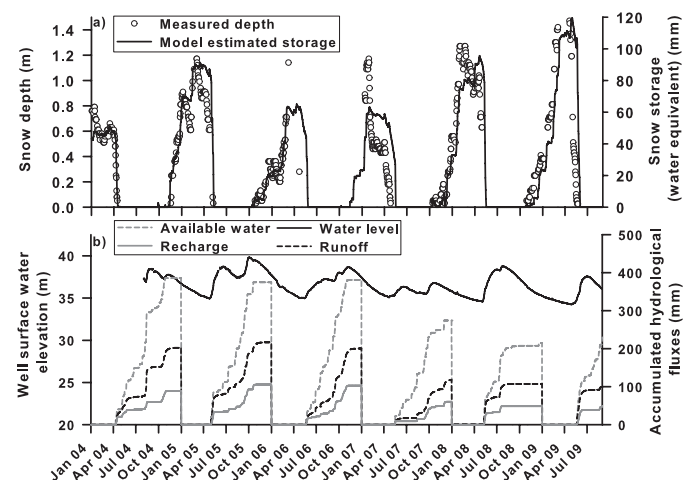 a)
Measured depth
Model estimated storage
1.4
1.2
1.0
0.8
0.6
0.4
0.2
0.0
Snow depth (m)
120
100
80
60
40
20
0
Snow storage
(water equivalent) (mm)
b)
Available water
Water level
Recharge
Runoff
40
35
30
25
20
Well surface water
elevation (m)
500
400
300
200
100
0
Accumulated hydrological
fluxes (mm)
Jan 04
Apr 04
Jul 04
Oct 04
Jan 05
Apr 05
Jul 05
Oct 05
Jan 06
Apr 06
Jul 06
Oct 06
Jan 07
Apr 07
Jul 07
Oct 07
Jan 08
Apr 08
Jul 08
Oct 08
Jan 09
Apr 09
Jul 09